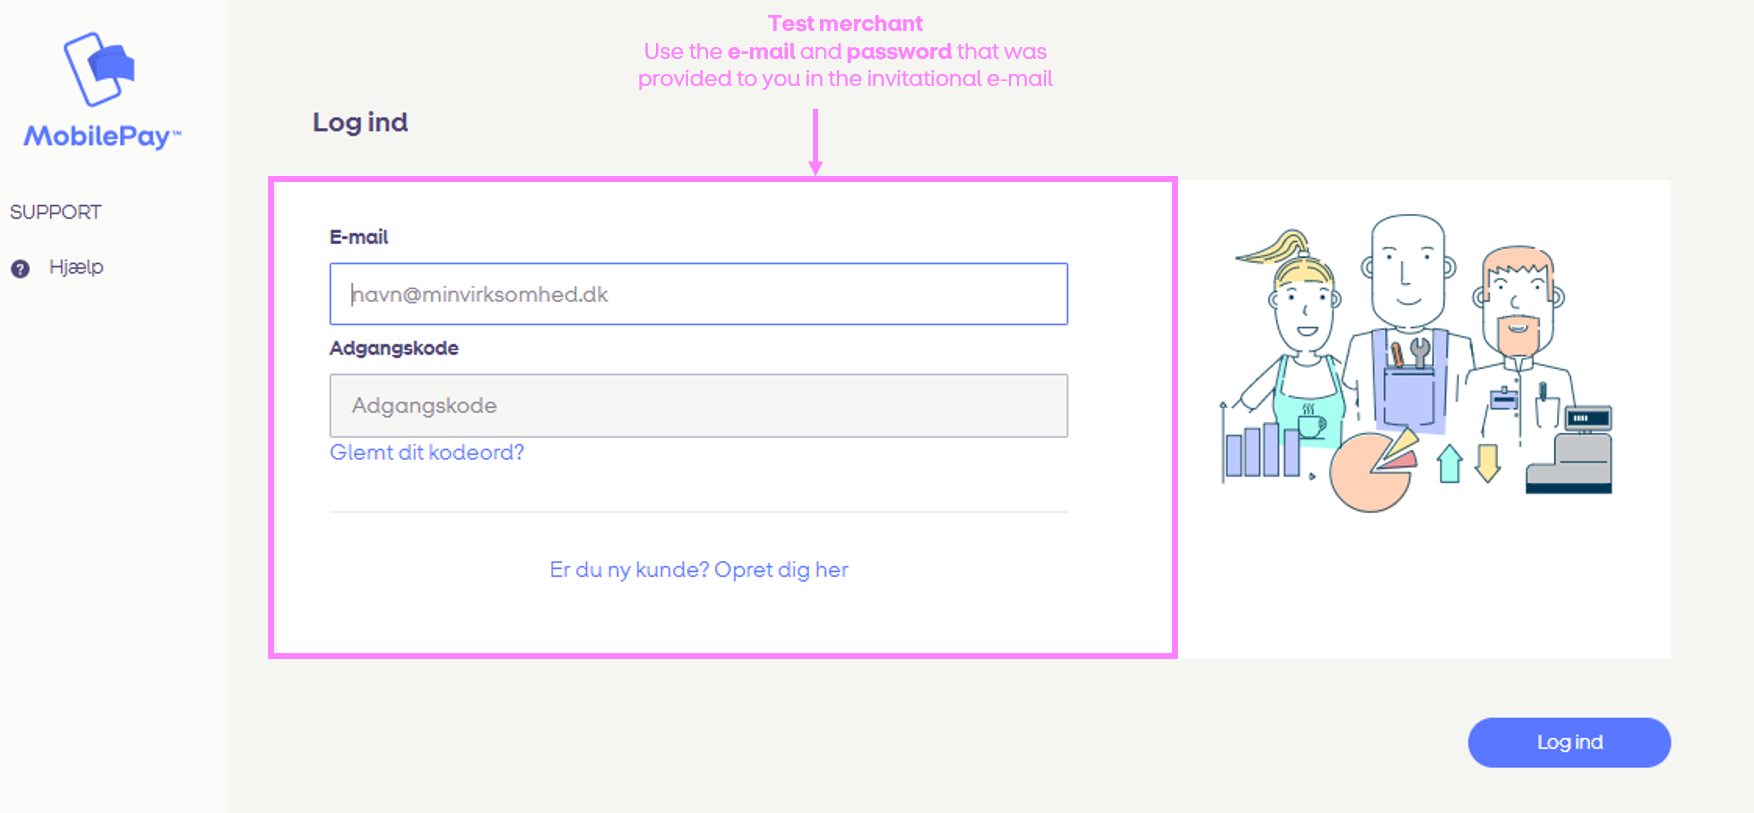 Test merchant
Use the e-mail and password that was
provided to you in the invitational e-mail
MobilePay™
SUPPORT
Hjælp
Log ind
E-mail
navn@minvirksomhed.dk
Adgangskode
Adgangskode
Glemt dit kodeord?
Er du ny kunde? Opret dig her
Log ind